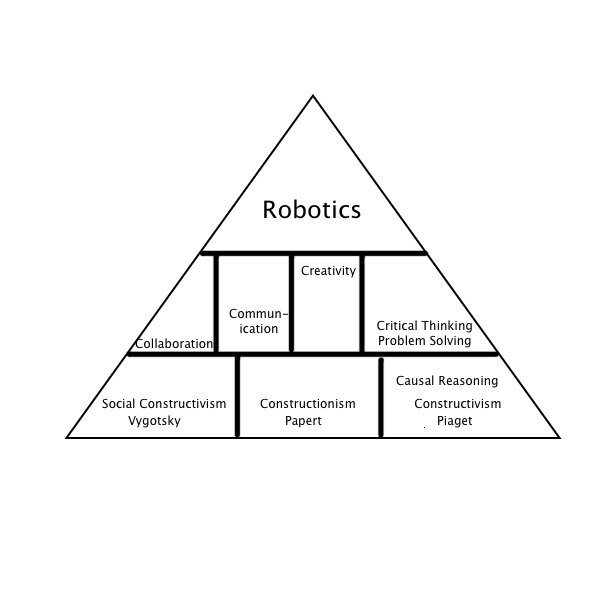 Robotics
Collaboration
Commun-
ication
Creativity
Critical Thinking
Problem Solving
Social Constructivism
Vygotsky
Constructionism
Papert
Causal Reasoning
Constructivism
Piaget